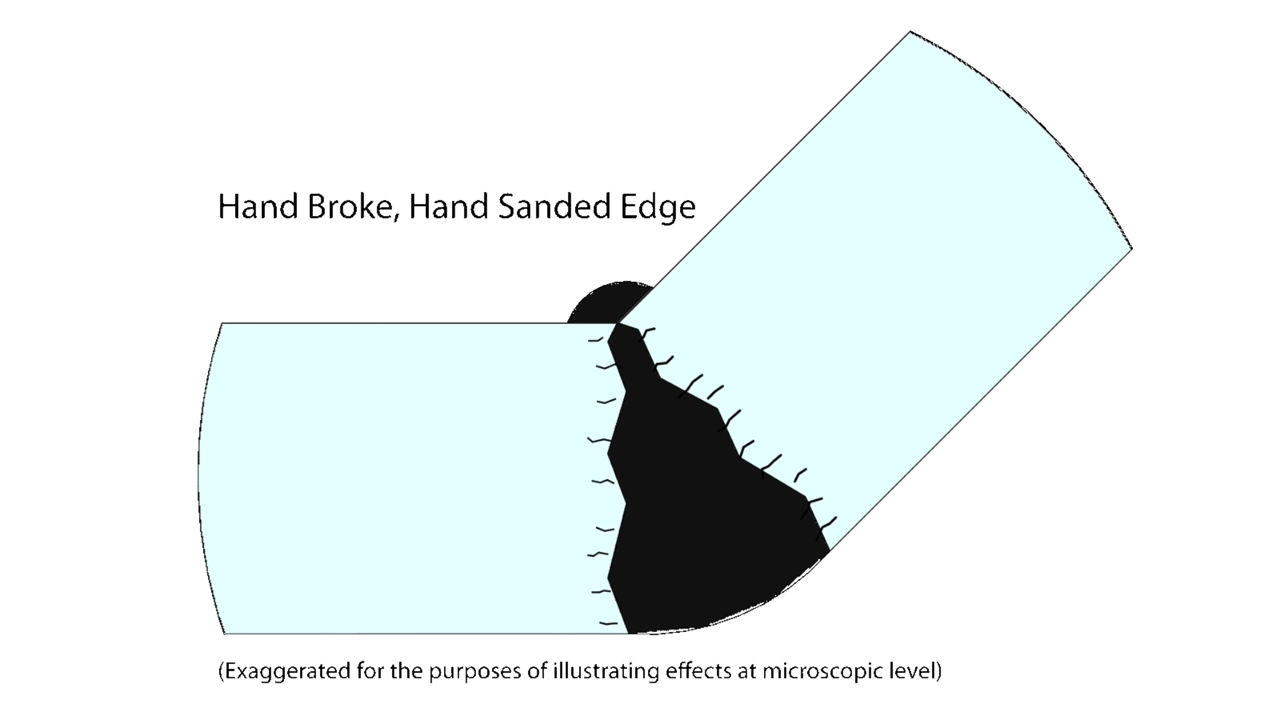 Hand Broke, Hand Sanded Edge
(Exaggerated for the purposes of illustrating effects at microscopic level)